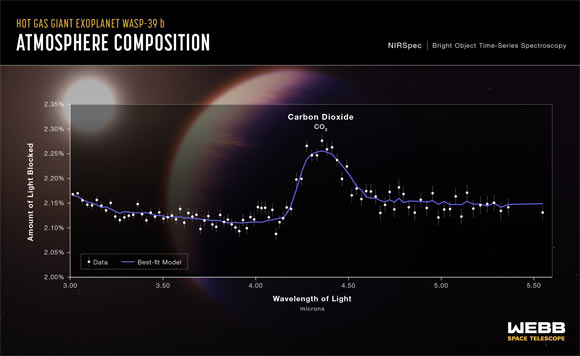 HOT GAS GIANT EXOPLANET WASP-39 b
ATMOSPHERE COMPOSITION
NIRSpec | Bright Object Time-Series Spectroscopy
2.35%
2.30%
2.25%
2.20%
2.15%
2.10%
2.05%
2.00%
Amount of Light Blocked
Carbon Dioxide
CO₂
Data
Best-fit Model
3.00 3.50 4.00 4.50 5.00 5.50
Wavelength of Light
microns
WEBB
SPACE TELESCOPE